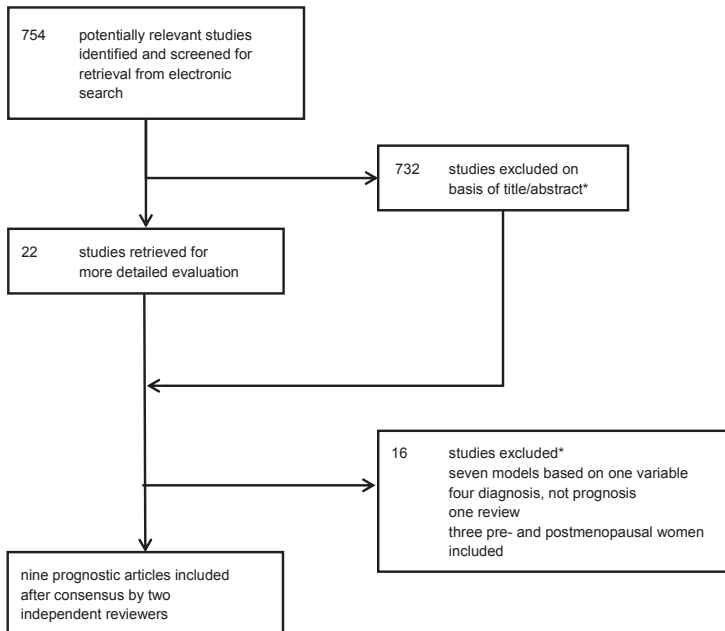 754 potentially relevant studies
identified and screened for
retrieval from electronic
search
732 studies excluded on
basis of title/abstract*
22 studies retrieved for
more detailed evaluation
16 studies excluded*
seven models based on one variable
four diagnosis, not prognosis
one review
three pre- and postmenopausal women
included
nine prognostic articles included
after consensus by two
independent reviewers